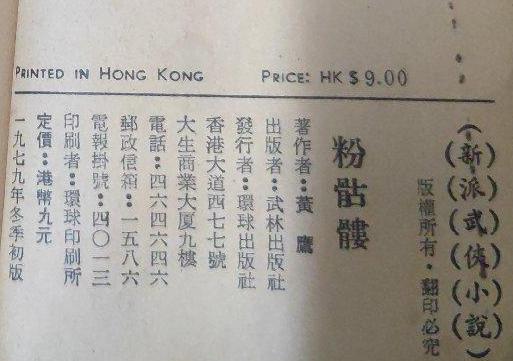 PRINTED IN HONG KONG
PRICE: HK $ 9.00
(新)(派)(武)(俠)(小)(說)
版權所有・翻印必究
粉骷髏
著作者：黃鷹
出版者：武林出版社
發行者：環球出版社
香港大道西七七號
大生商業大厦九樓
電話：四六四六四六
郵政信箱：一五八六
電報掛號：四〇一三
印刷者：環球印刷所
定價：港幣九元
一九七九年冬季初版